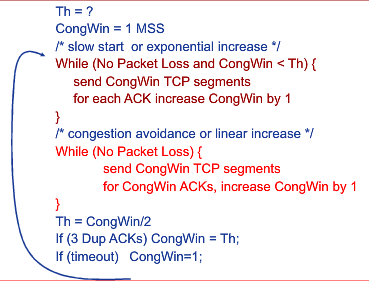 Th = ?
CongWin = 1 MSS
/* slow start or exponential increase */
While (No Packet Loss and CongWin < Th) {
send CongWin TCP segments
for each ACK increase CongWin by 1
}
/* congestion avoidance or linear increase */
While (No Packet Loss) {
send CongWin TCP segments
for CongWin ACKs, increase CongWin by 1
}
Th = CongWin/2
If (3 Dup ACKs) CongWin = Th;
If (timeout) CongWin=1;